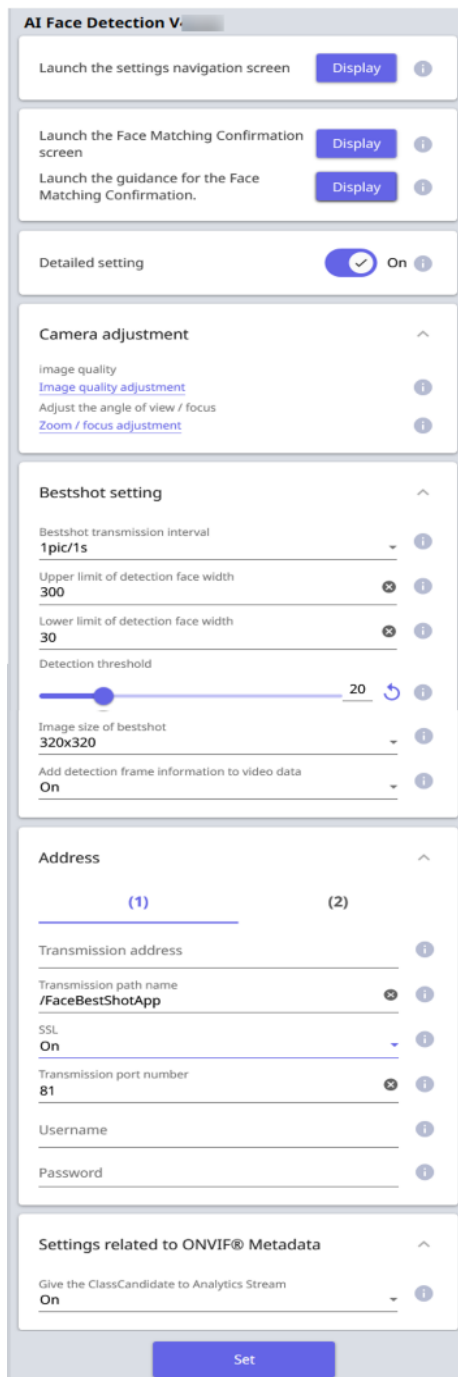 AI Face Detection
Launch the settings navigation screen
Display
Launch the Face Matching Confirmation
screen
Display
Launch the guidance for the Face
Matching Confirmation.
Display
Detailed setting
On
Camera adjustment
image quality
Image quality adjustment
Adjust the angle of view / focus
Zoom / focus adjustment
Bestshot setting
Bestshot transmission interval
1pic/1s
Upper limit of detection face width
300
Lower limit of detection face width
30
Detection threshold
20
Image size of bestshot
320x320
Add detection frame information to video data
On
Address
(1)
(2)
Transmission address
Transmission path name
/FaceBestShotApp
SSL
On
Transmission port number
81
Username
Password
Settings related to ONVIF® Metadata
Give the ClassCandidate to Analytics Stream
On
Set